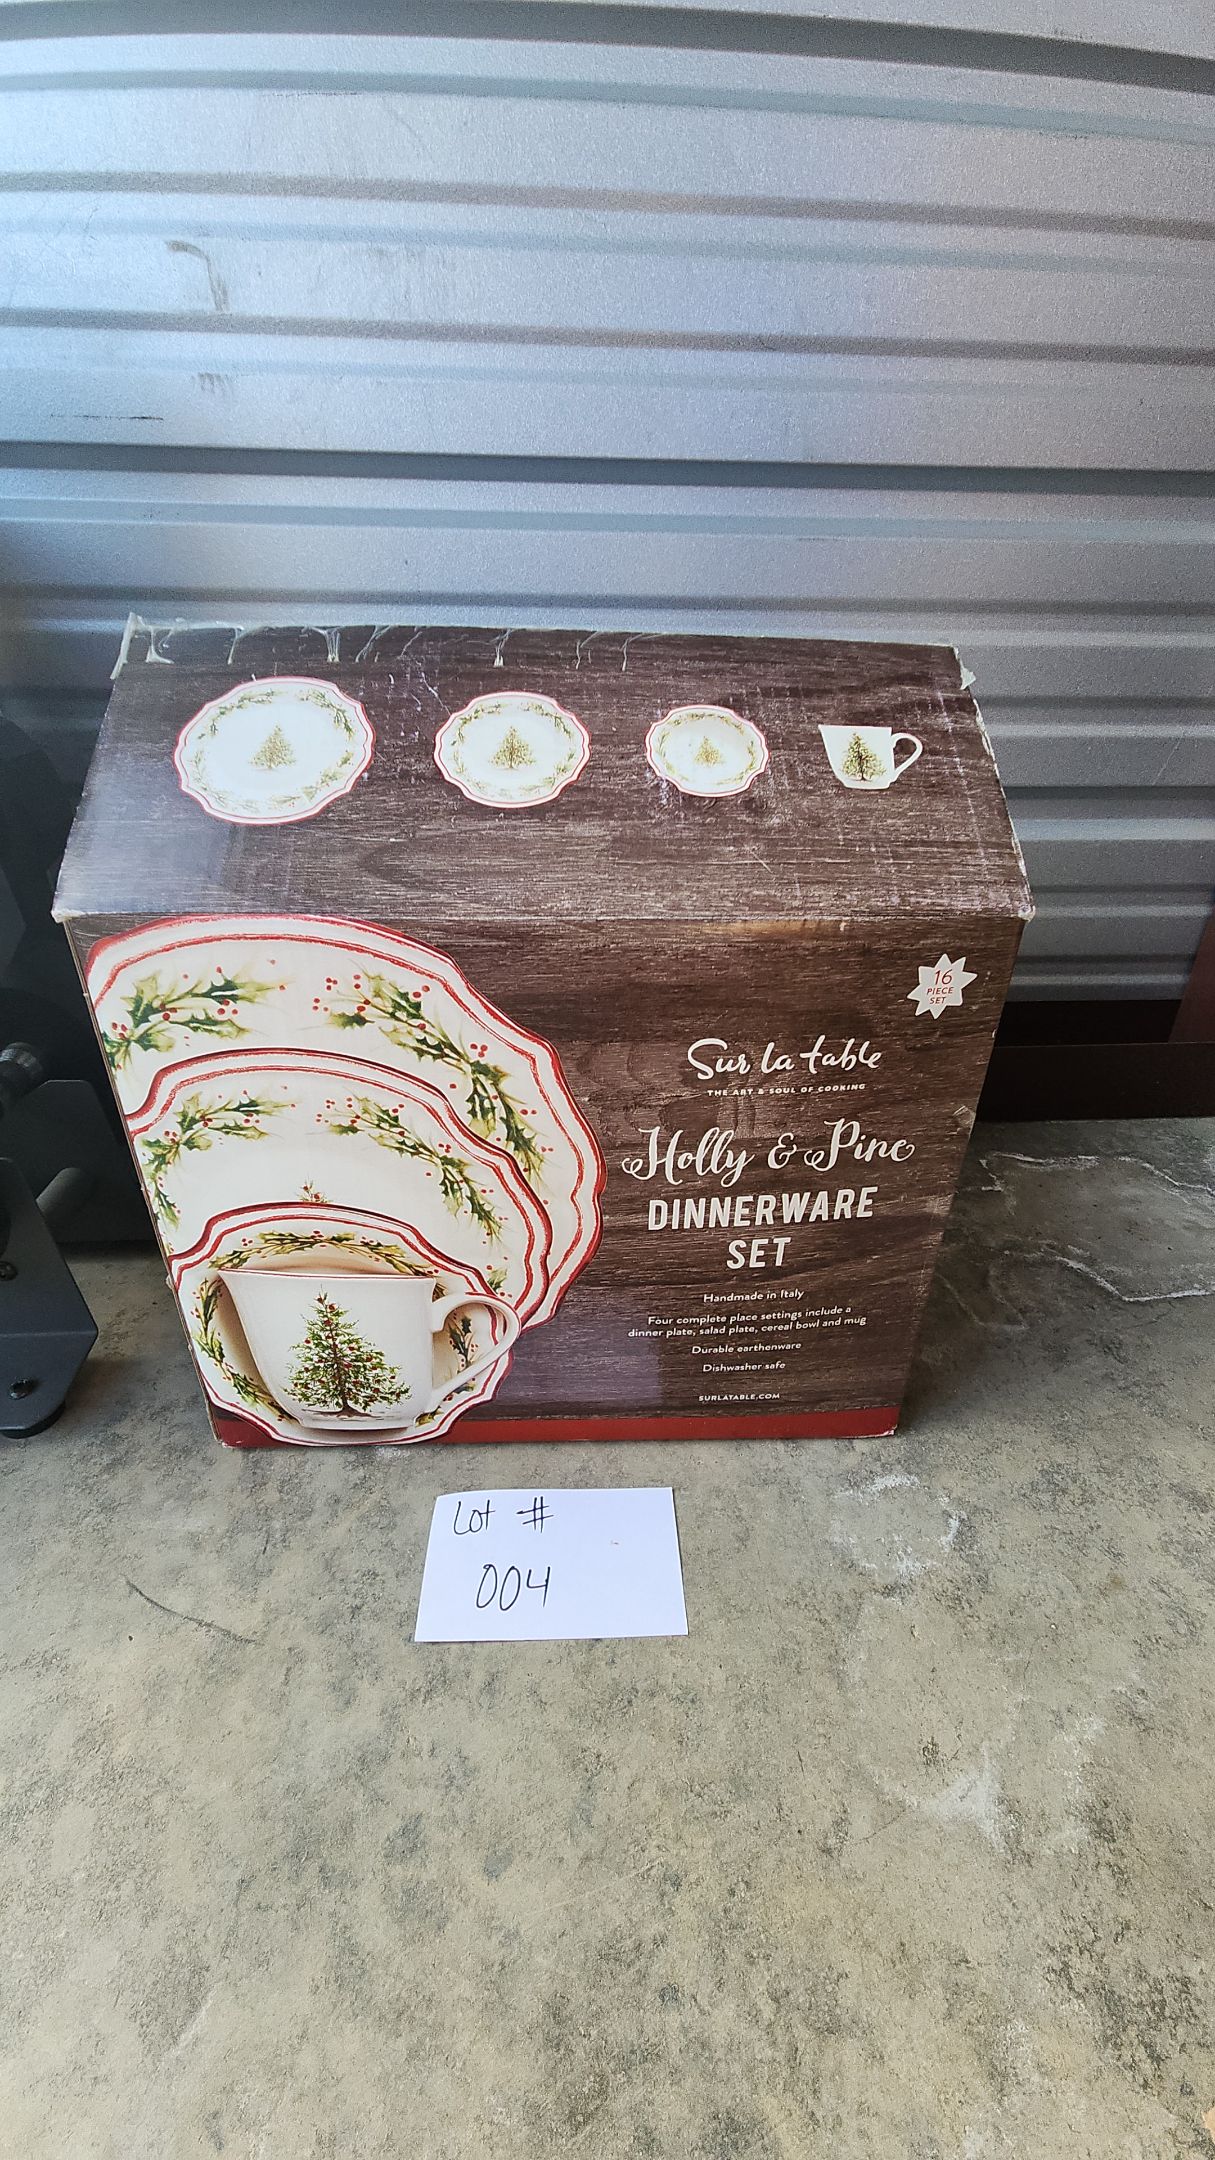 16
PIECE
SET
Sur la table
THE ART & SOUL OF COOKING
Holly & Pine
DINNERWARE
SET
Handmade in Italy
Four complete place settings include a
dinner plate, salad plate, cereal bowl and mug
Durable earthenware
Dishwasher safe
SURLATABLE.COM
Lot #
004